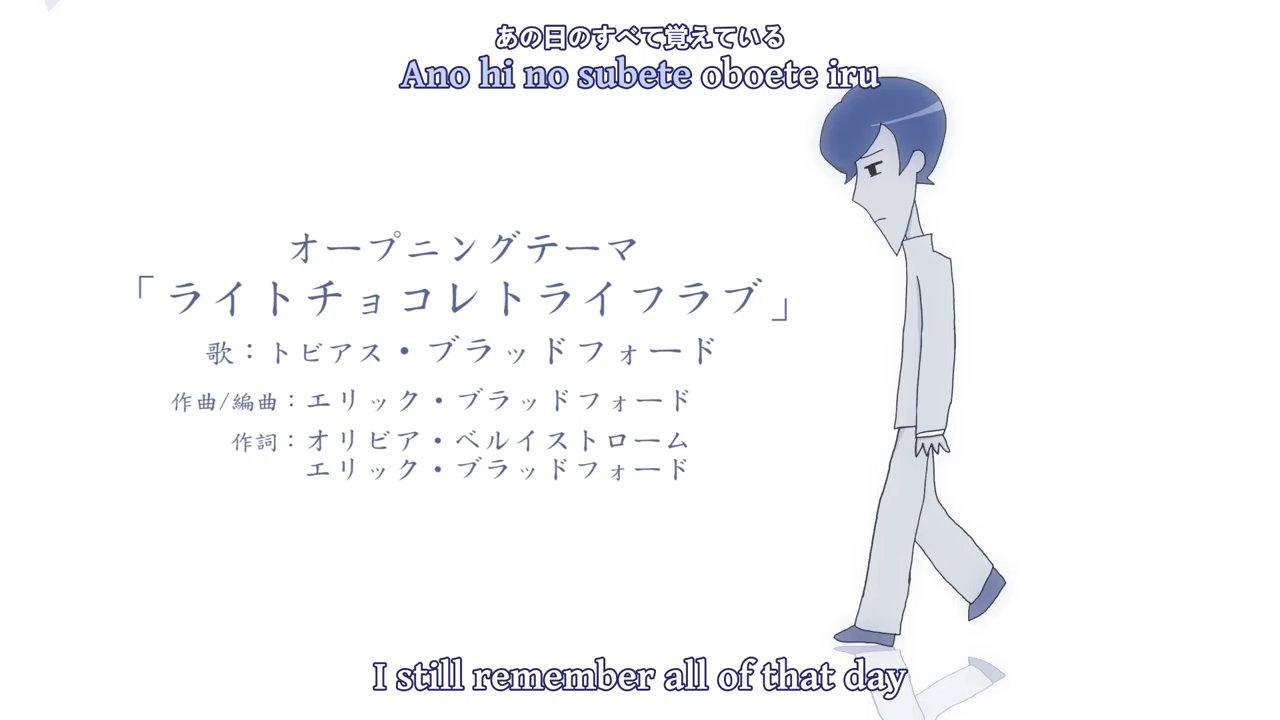 あの日のすべて覚えている
Ano hi no subete oboete iru
オープニングテーマ
「ライトチョコレトライフラブ」
歌：トビアス・ブラッドフォード
作曲/編曲：エリック・ブラッドフォード
作詞：オリビア・ベルイストローム
エリック・ブラッドフォード
I still remember all of that day